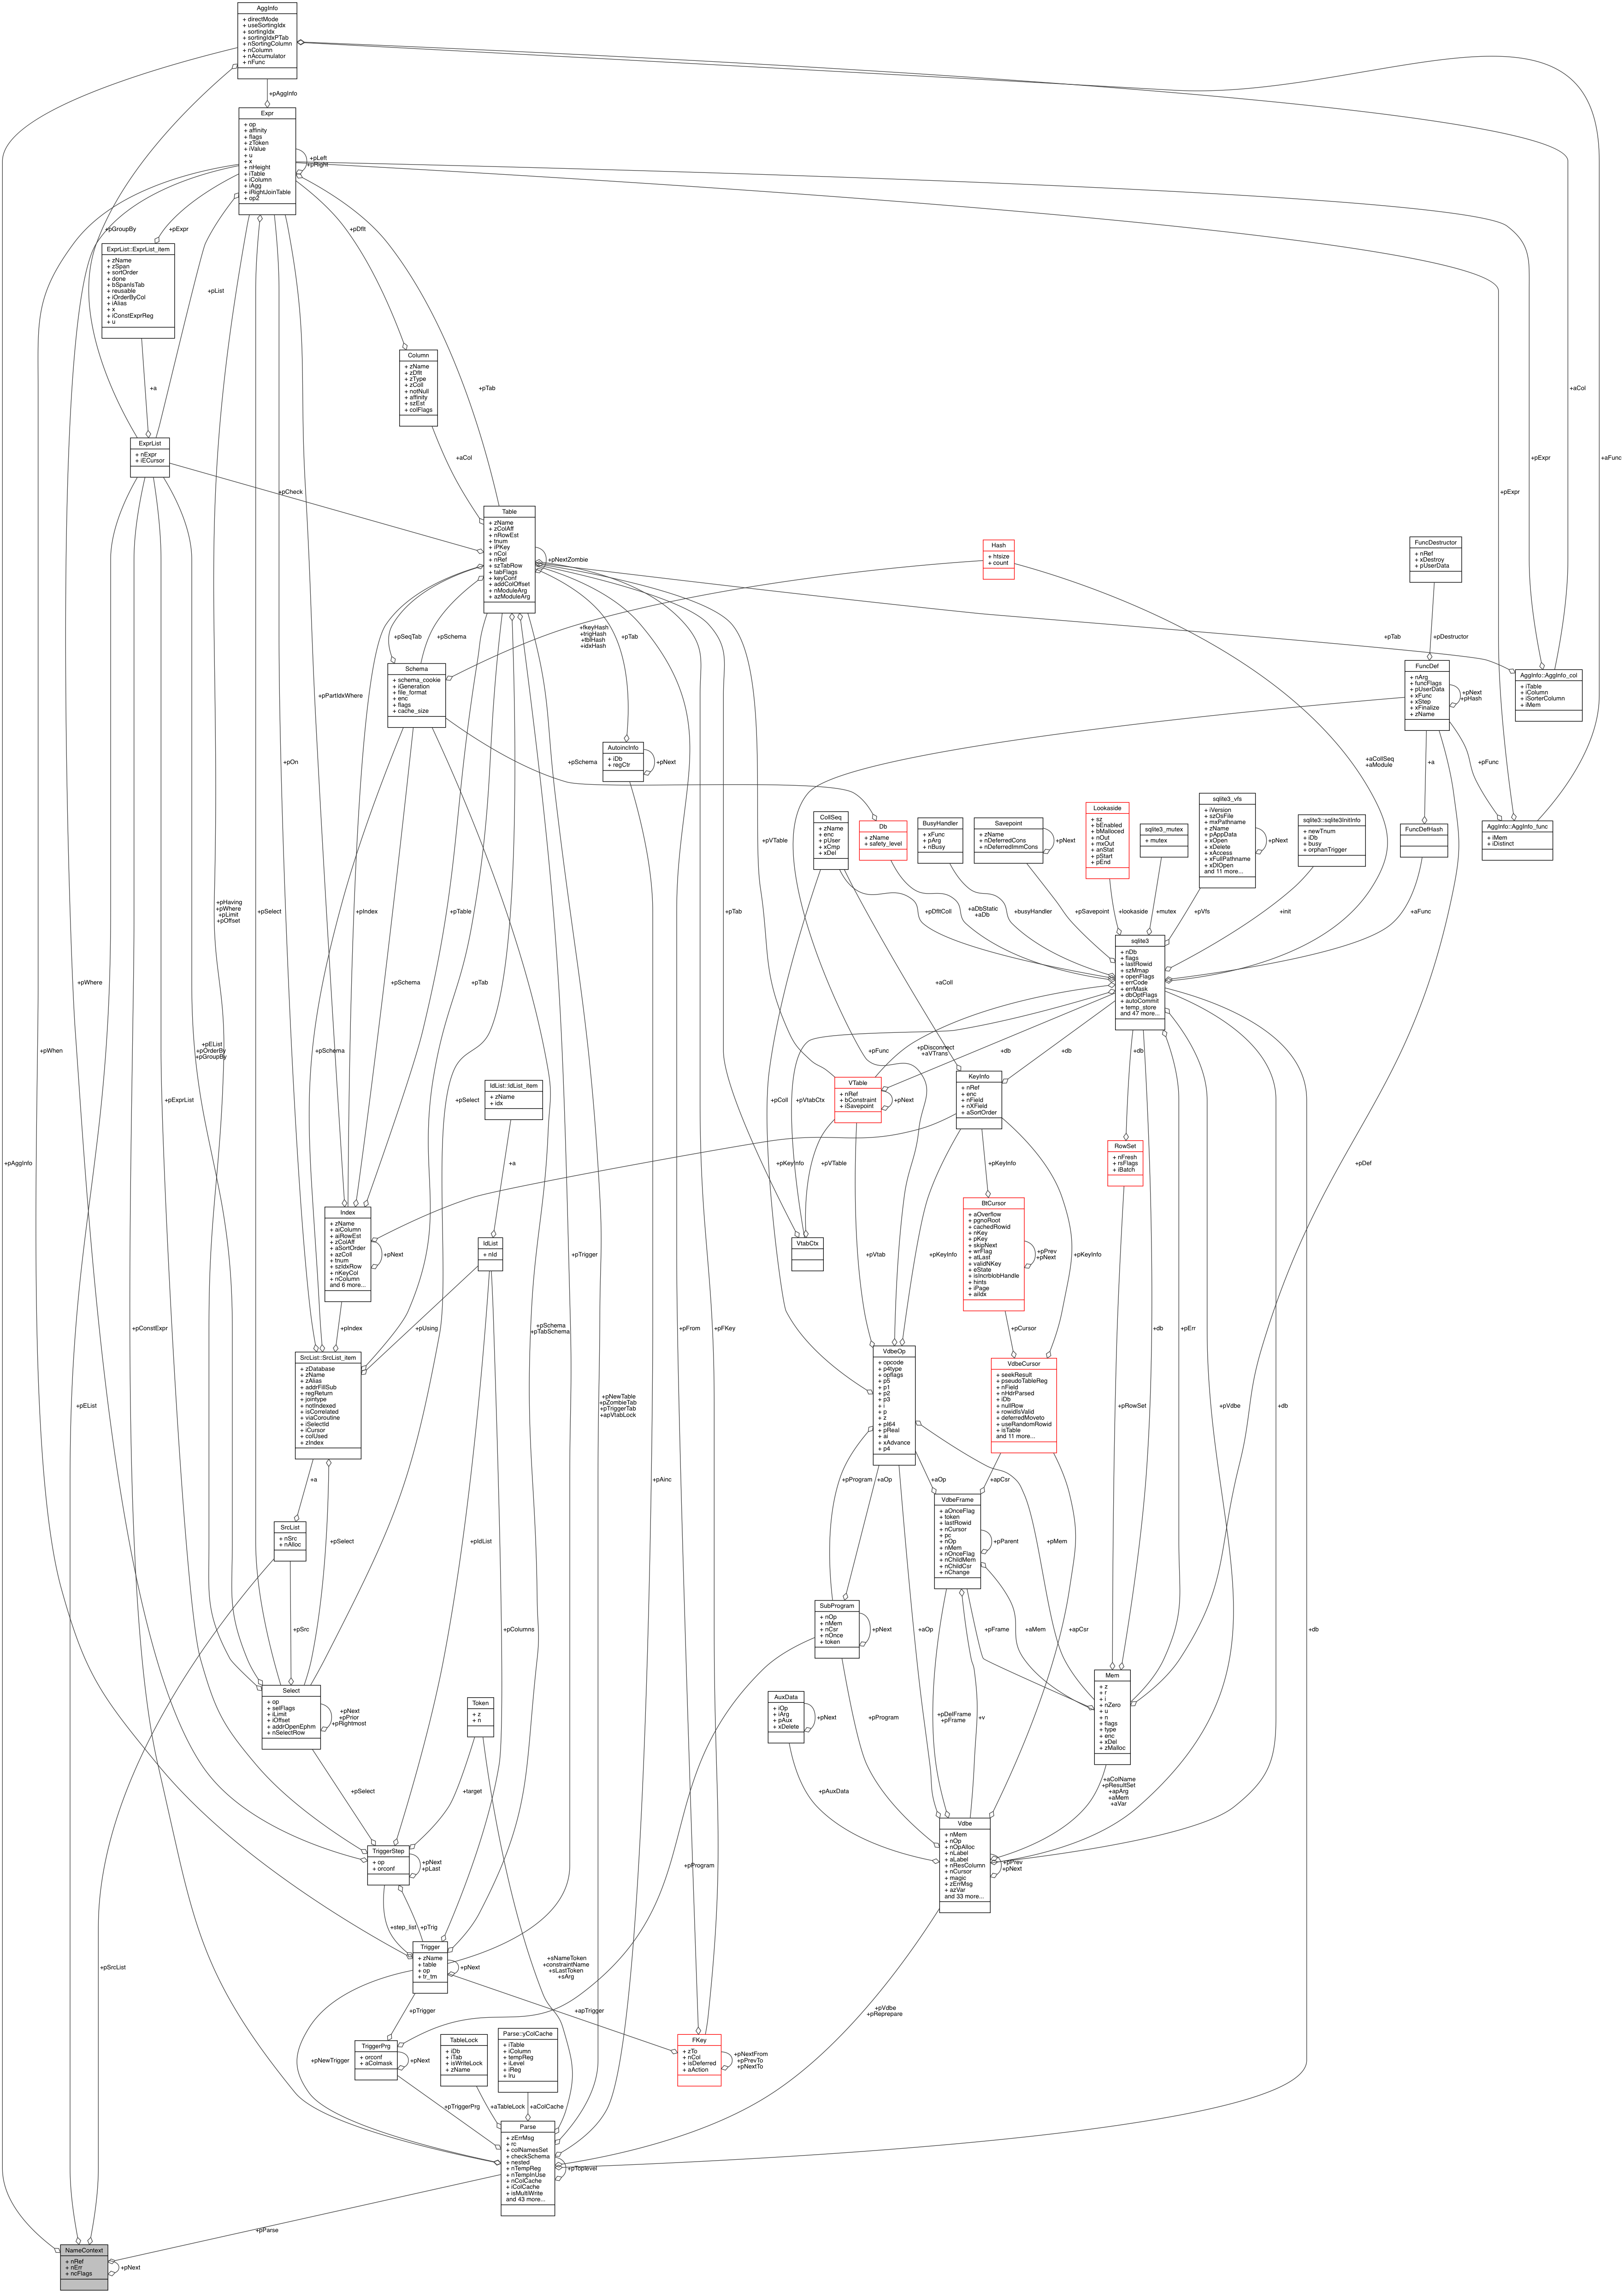 AggInfo
+ directMode
+ useSortingIdx
+ sortingIdx
+ sortingIdxPTab
+ nSortingColumn
+ nColumn
+ nAccumulator
+ nFunc
+pAggInfo
Expr
+ op
+ affinity
+ flags
+ zToken
+ iValue
+ u
+ x
+ nHeight
+ iTable
+ iColumn
+ iAgg
+ iRightJoinTable
+ op2
+pLeft
+pRight
+pGroupBy
+pExpr
+pDflt
ExprList::ExprList_item
+ zName
+ zSpan
+ sortOrder
+ done
+ bSpanIsTab
+ reusable
+ iOrderByCol
+ iAlias
+ x
+ iConstExprReg
+ u
+pList
Column
+ zName
+ zDflt
+ zType
+ zColl
+ notNull
+ affinity
+ szEst
+ colFlags
+a
+pTab
+aCol
ExprList
+ nExpr
+ iECursor
+aCol
+pExpr
+aFunc
+pCheck
+pExpr
Table
+ zName
+ zColAff
+ nRowEst
+ tnum
+ iPKey
+ nCol
+ nRef
+ szTabRow
+ tabFlags
+ keyConf
+ addColOffset
+ nModuleArg
+ azModuleArg
+pNextZombie
Hash
+ htsize
+ count
FuncDestructor
+ nRef
+ xDestroy
+ pUserData
+pSeqTab
+pSchema
+fkeyHash
+trigHash
+tblHash
+idxHash
+pTab
+pTab
+pDestructor
Schema
+ schema_cookie
+ iGeneration
+ file_format
+ enc
+ flags
+ cache_size
+pPartIdxWhere
FuncDef
+ nArg
+ funcFlags
+ pUserData
+ xFunc
+ xStep
+ xFinalize
+ zName
+pNext
+pHash
AggInfo::AggInfo_col
+ iTable
+ iColumn
+ iSorterColumn
+ iMem
AutoincInfo
+ iDb
+ regCtr
+pNext
+pOn
+pSchema
+aCollSeq
+aModule
+a
+pFunc
CollSeq
+ zName
+ enc
+ pUser
+ xCmp
+ xDel
Db
+ zName
+ safety_level
BusyHandler
+ xFunc
+ pArg
+ nBusy
Savepoint
+ zName
+ nDeferredCons
+ nDeferredImmCons
+pNext
Lookaside
+ sz
+ bEnabled
+ bMalloced
+ nOut
+ mxOut
+ anStat
+ pStart
+ pEnd
sqlite3_mutex
+ mutex
sqlite3_vfs
+ iVersion
+ szOsFile
+ mxPathname
+ zName
+ pAppData
+ xOpen
+ xDelete
+ xAccess
+ xFullPathname
+ xDlOpen
and 11 more...
+pNext
sqlite3::sqlite3InitInfo
+ newTnum
+ iDb
+ busy
+ orphanTrigger
FuncDefHash
AggInfo::AggInfo_func
+ iMem
+ iDistinct
+pVTable
+pHaving
+pWhere
+pLimit
+pOffset
+pSelect
+pIndex
+pTable
+pTab
+pDfltColl
+aDbStatic
+aDb
+busyHandler
+pSavepoint
+lookaside
+mutex
+pVfs
+init
+aFunc
sqlite3
+ nDb
+ flags
+ lastRowid
+ szMmap
+ openFlags
+ errCode
+ errMask
+ dbOptFlags
+ autoCommit
+ temp_store
and 47 more...
+pWhere
+pSchema
+pTab
+aColl
+pWhen
+pEList
+pOrderBy
+pGroupBy
+pSchema
+pFunc
+pDisconnect
+aVTrans
+db
+db
+db
+pExprList
+pSelect
+pColl
+pVtabCtx
VTable
+ nRef
+ bConstraint
+ iSavepoint
+pNext
KeyInfo
+ nRef
+ enc
+ nField
+ nXField
+ aSortOrder
IdList::IdList_item
+ zName
+ idx
+pAggInfo
+a
+pKeyInfo
+pVTable
+pKeyInfo
+pDef
RowSet
+ nFresh
+ rsFlags
+ iBatch
Index
+ zName
+ aiColumn
+ aiRowEst
+ zColAff
+ aSortOrder
+ azColl
+ tnum
+ szIdxRow
+ nKeyCol
+ nColumn
and 6 more...
+pNext
IdList
+ nId
+pTrigger
VtabCtx
+pVtab
+pKeyInfo
BtCursor
+ aOverflow
+ pgnoRoot
+ cachedRowid
+ nKey
+ pKey
+ skipNext
+ wrFlag
+ atLast
+ validNKey
+ eState
+ isIncrblobHandle
+ hints
+ iPage
+ aiIdx
+pPrev
+pNext
+pKeyInfo
+pConstExpr
+pIndex
+pUsing
+pSchema
+pTabSchema
+pFrom
+pFKey
+pCursor
+db
+pErr
SrcList::SrcList_item
+ zDatabase
+ zName
+ zAlias
+ addrFillSub
+ regReturn
+ jointype
+ notIndexed
+ isCorrelated
+ viaCoroutine
+ iSelectId
+ iCursor
+ colUsed
+ zIndex
VdbeOp
+ opcode
+ p4type
+ opflags
+ p5
+ p1
+ p2
+ p3
+ i
+ p
+ z
+ pI64
+ pReal
+ ai
+ xAdvance
+ p4
VdbeCursor
+ seekResult
+ pseudoTableReg
+ nField
+ nHdrParsed
+ iDb
+ nullRow
+ rowidIsValid
+ deferredMoveto
+ useRandomRowid
+ isTable
and 11 more...
+pEList
+pNewTable
+pZombieTab
+pTriggerTab
+apVtabLock
+pRowSet
+pVdbe
+db
+a
+pAinc
+pProgram
+aOp
+aOp
+apCsr
VdbeFrame
+ aOnceFlag
+ token
+ lastRowid
+ nCursor
+ pc
+ nOp
+ nMem
+ nOnceFlag
+ nChildMem
+ nChildCsr
+ nChange
+pParent
+pMem
SrcList
+ nSrc
+ nAlloc
+pSelect
+pIdList
+pSrc
+pColumns
SubProgram
+ nOp
+ nMem
+ nCsr
+ nOnce
+ token
+pNext
+aOp
+pFrame
+aMem
+apCsr
+db
Select
+ op
+ selFlags
+ iLimit
+ iOffset
+ addrOpenEphm
+ nSelectRow
+pNext
+pPrior
+pRightmost
Token
+ z
+ n
AuxData
+ iOp
+ iArg
+ pAux
+ xDelete
+pNext
+pProgram
+pDelFrame
+pFrame
+v
Mem
+ z
+ r
+ i
+ nZero
+ u
+ n
+ flags
+ type
+ enc
+ xDel
+ zMalloc
+pSelect
+target
+pAuxData
+aColName
+pResultSet
+apArg
+aMem
+aVar
TriggerStep
+ op
+ orconf
+pNext
+pLast
+pProgram
Vdbe
+ nMem
+ nOp
+ nOpAlloc
+ nLabel
+ aLabel
+ nResColumn
+ nCursor
+ magic
+ zErrMsg
+ azVar
and 33 more...
+pPrev
+pNext
+step_list
+pTrig
+pSrcList
Trigger
+ zName
+ table
+ op
+ tr_tm
+pNext
+sNameToken
+constraintName
+sLastToken
+sArg
+pTrigger
+apTrigger
+pVdbe
+pReprepare
+pNewTrigger
TriggerPrg
+ orconf
+ aColmask
+pNext
TableLock
+ iDb
+ iTab
+ isWriteLock
+ zName
Parse::yColCache
+ iTable
+ iColumn
+ tempReg
+ iLevel
+ iReg
+ lru
FKey
+ zTo
+ nCol
+ isDeferred
+ aAction
+pNextFrom
+pPrevTo
+pNextTo
+pTriggerPrg
+aTableLock
+aColCache
Parse
+ zErrMsg
+ rc
+ colNamesSet
+ checkSchema
+ nested
+ nTempReg
+ nTempInUse
+ nColCache
+ iColCache
+ isMultiWrite
and 43 more...
+pToplevel
+pParse
NameContext
+ nRef
+ nErr
+ ncFlags
+pNext